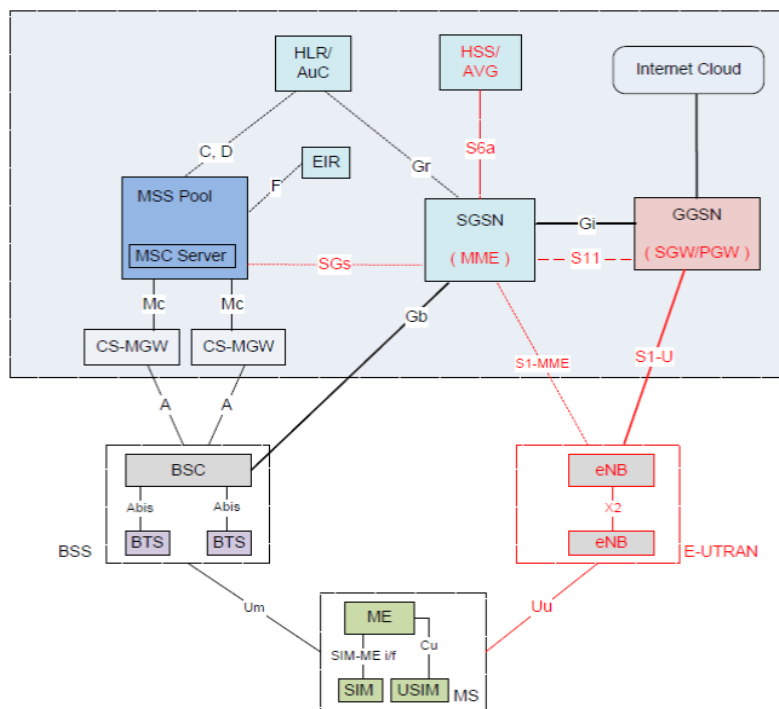 HLR/
AuC
HSS/
AVG
Internet Cloud
C, D
EIR
Gr
S6a
F
MSS Pool
MSC Server
SGSN
( MME )
Gi
GGSN
( SGW/PGW )
SGs
S11
Mc
Mc
Gb
CS-MGW
CS-MGW
S1-MME
S1-U
A
A
BSC
eNB
Abis
Abis
X2
BTS
BTS
eNB
BSS
E-UTRAN
Um
Uu
ME
SIM-ME i/f
Cu
SIM
USIM
MS